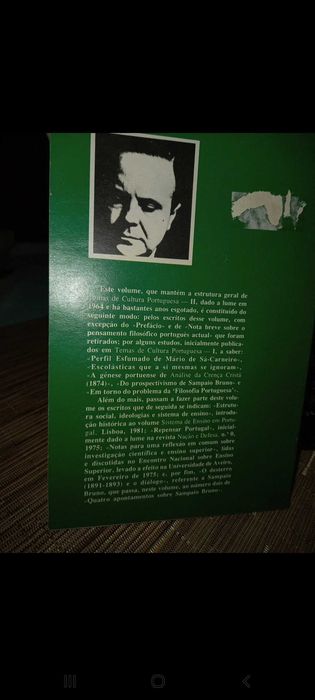 Este volume, que mantém a estrutura geral de
Temas de Cultura Portuguesa — II, dado a lume em
1964 e há bastantes anos esgotado, é constituído do
seguinte modo: pelos escritos desse volume, com
excepção do «Prefácio» e de «Nota breve sobre o
pensamento filosófico português actual» que foram
retirados; por alguns estudos, inicialmente publica-
dos em Temas de Cultura Portuguesa — I, a saber:
«Perfil Esfumado de Mário de Sá-Carneiro»,
«Escolásticas que a si mesmas se ignoram»,
«A génese portuense de Análise da Crença Cristã
(1874)», «Do prospectivismo de Sampaio Bruno» e
«Em torno do problema da 'Filosofia Portuguesa'».
Além do mais, passam a fazer parte deste volu-
me os escritos que de seguida se indicam: «Estrutu-
ra social, ideologias e sistema de ensino», introdu-
ção histórica ao volume Sistema de Ensino em Portu-
gal, Lisboa, 1981; «Repensar Portugal», inicial-
mente dado a lume na revista Nação e Defesa, n.º 0,
1975; «Notas para uma reflexão em comum sobre
investigação científica e ensino superior», lidas
e discutidas no Encontro Nacional sobre Ensino
Superior, levado a efeito na Universidade de Aveiro,
em Fevereiro de 1975; e, por fim, «O desterro
(1891-1893) e o diálogo», referente a Sampaio
Bruno, que passa, neste volume, ao número dois de
«Quatro apontamentos sobre Sampaio Bruno».